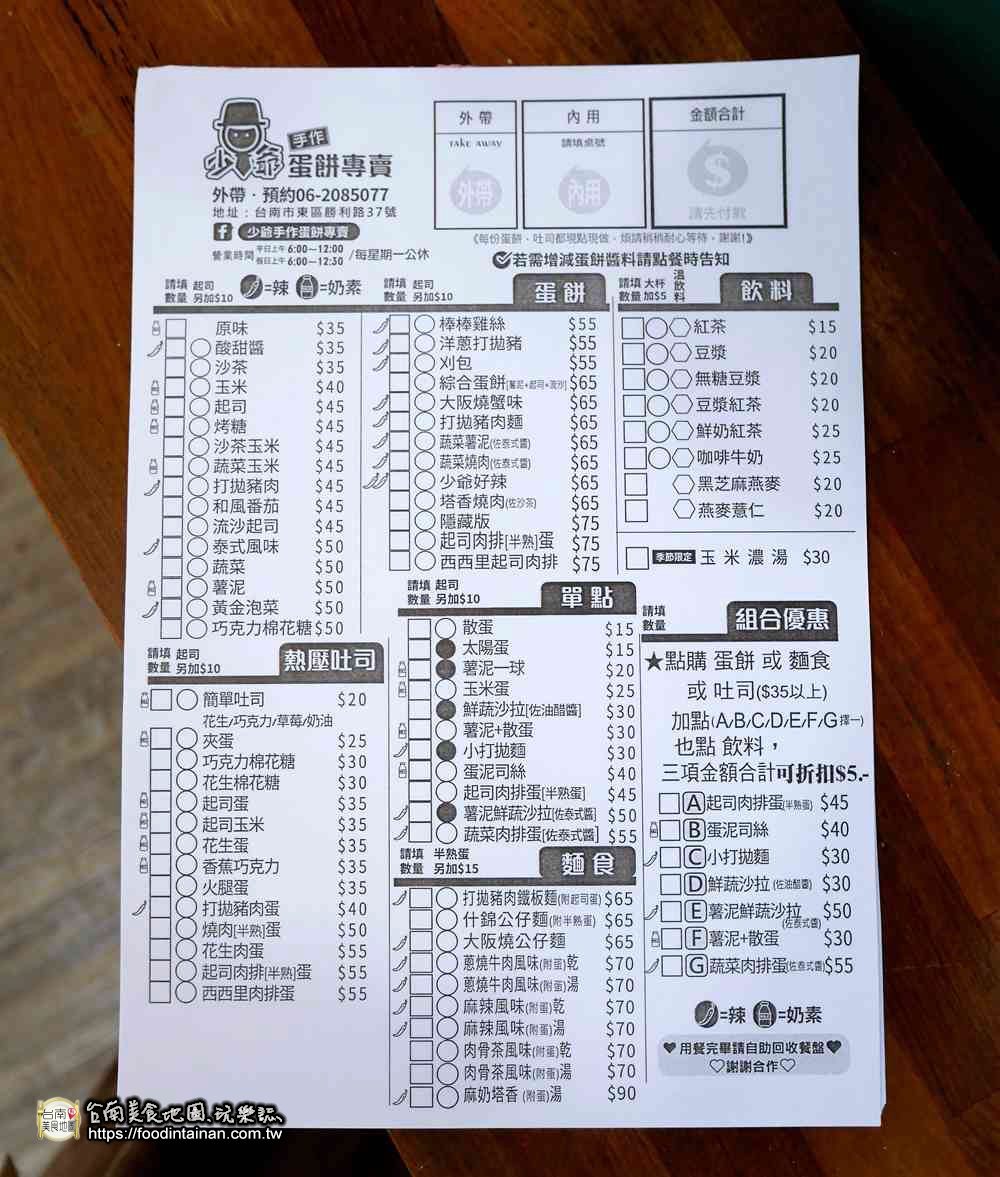 少爺
手作
蛋餅專賣
外帶．預約06-2085077
地址：台南市東區勝利路37號
少爺手作蛋餅專賣
營業時間 平日上午 6:00~12:00 /每星期一公休
假日上午 6:00~12:30
外帶
TAKE AWAY
外帶
內用
請填桌號
內用
金額合計
$
請先付款
《每份蛋餅、吐司都現點現做，煩請稍稍耐心等待，謝謝！》
若需增減蛋餅醬料請點餐時告知
請填數量 起司另加$10 =辣 =奶素
原味 $35
酸甜醬 $35
沙茶 $35
玉米 $40
起司 $45
烤糖 $45
沙茶玉米 $45
蔬菜玉米 $45
打拋豬肉 $45
和風番茄 $45
流沙起司 $45
泰式風味 $50
蔬菜 $50
薯泥 $50
黃金泡菜 $50
巧克力棉花糖 $50
請填數量 起司另加$10 蛋餅
棒棒雞絲 $55
洋蔥打拋豬 $55
刈包 $55
綜合蛋餅[薯泥+起司+流沙] $65
大阪燒蟹味 $65
打拋豬肉麵 $65
蔬菜薯泥(佐泰式醬) $65
蔬菜燒肉(佐泰式醬) $65
少爺好辣 $65
塔香燒肉(佐沙茶) $65
隱藏版 $75
起司肉排[半熟]蛋 $75
西西里起司肉排 $75
請填數量 大杯加$5 溫飲料 飲料
紅茶 $15
豆漿 $20
無糖豆漿 $20
豆漿紅茶 $20
鮮奶紅茶 $25
咖啡牛奶 $25
黑芝麻燕麥 $20
燕麥薏仁 $20
季節限定 玉米濃湯 $30
請填數量 起司另加$10 熱壓吐司
簡單吐司 $20
花生/巧克力/草莓/奶油
夾蛋 $25
巧克力棉花糖 $30
花生棉花糖 $30
起司蛋 $35
起司玉米 $35
花生蛋 $35
香蕉巧克力 $35
火腿蛋 $35
打拋豬肉蛋 $40
燒肉[半熟]蛋 $50
花生肉蛋 $55
起司肉排[半熟]蛋 $55
西西里肉排蛋 $55
請填數量 起司另加$10 單點
散蛋 $15
太陽蛋 $15
薯泥一球 $20
玉米蛋 $25
鮮蔬沙拉[佐油醋醬] $30
薯泥+散蛋 $30
小打拋麵 $30
蛋泥司絲 $40
起司肉排蛋[半熟蛋] $45
薯泥鮮蔬沙拉[佐泰式醬] $50
蔬菜肉排蛋[佐泰式醬] $55
請填數量 半熟蛋另加$15 麵食
打拋豬肉鐵板麵(附起司蛋) $65
什錦公仔麵(附半熟蛋) $65
大阪燒公仔麵 $65
蔥燒牛肉風味(附蛋)乾 $70
蔥燒牛肉風味(附蛋)湯 $70
麻辣風味(附蛋)乾 $70
麻辣風味(附蛋)湯 $70
肉骨茶風味(附蛋)乾 $70
肉骨茶風味(附蛋)湯 $70
麻奶塔香 (附蛋)湯 $90
請填數量 組合優惠
★點購 蛋餅 或 麵食
或 吐司($35以上)
加點(A/B/C/D/E/F/G擇一)
也點 飲料，
三項金額合計可折扣$5.-
A 起司肉排蛋(半熟蛋) $45
B 蛋泥司絲 $40
C 小打拋麵 $30
D 鮮蔬沙拉 (佐油醋醬) $30
E 薯泥鮮蔬沙拉(佐泰式醬) $50
F 薯泥+散蛋 $30
G 蔬菜肉排蛋(佐泰式醬) $55
=辣 =奶素
♥用餐完畢請自助回收餐盤♥
♡謝謝合作♡
台南美食地圖
台南美食地圖.玩樂誌.
https://foodintainan.com.tw